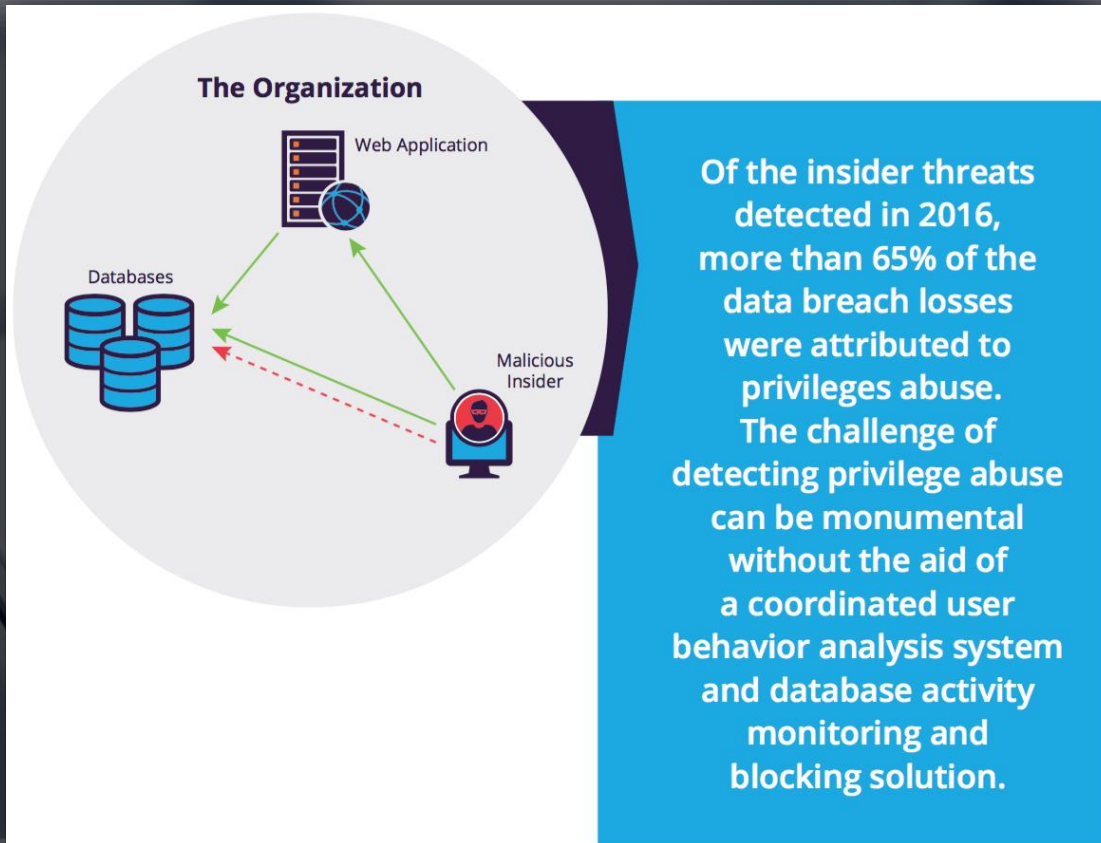 The Organization
Web Application
Databases
Malicious
Insider
Of the insider threats
detected in 2016,
more than 65% of the
data breach losses
were attributed to
privileges abuse.
The challenge of
detecting privilege abuse
can be monumental
without the aid of
a coordinated user
behavior analysis system
and database activity
monitoring and
blocking solution.